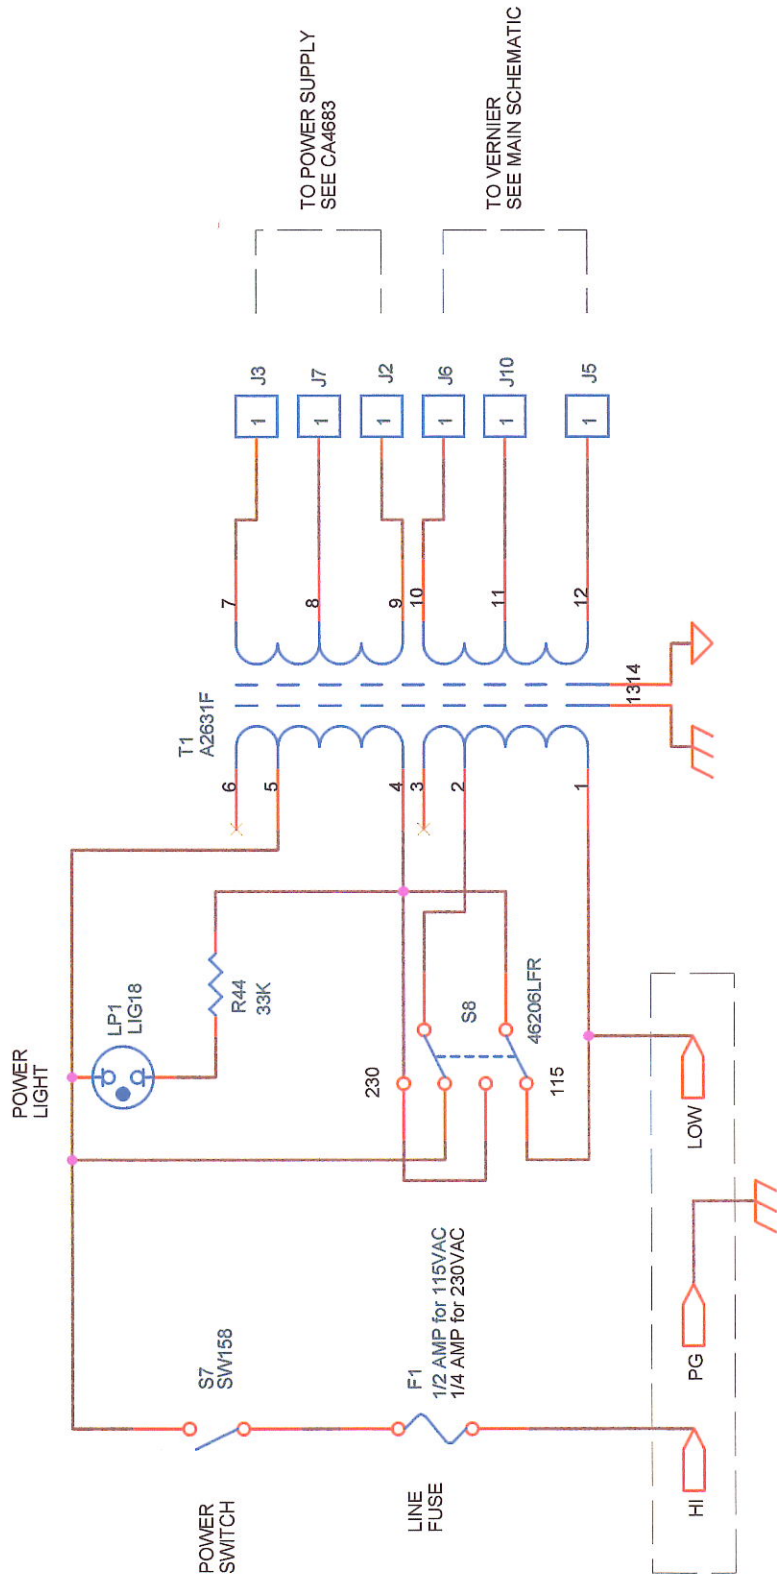 POWER
SWITCH
S7
SW158
LINE
FUSE
F1
1/2 AMP for 115VAC
1/4 AMP for 230VAC
HI
PG
LOW
POWER
LIGHT
LP1
LIG18
R44
33K
230
115
S8
46206LFR
T1
A2631F
6
5
4
3
2
1
7
8
9
10
11
12
1314
1
J3
1
J7
1
J2
1
J6
1
J10
1
J5
TO POWER SUPPLY
SEE CA4683
TO VERNIER
SEE MAIN SCHEMATIC